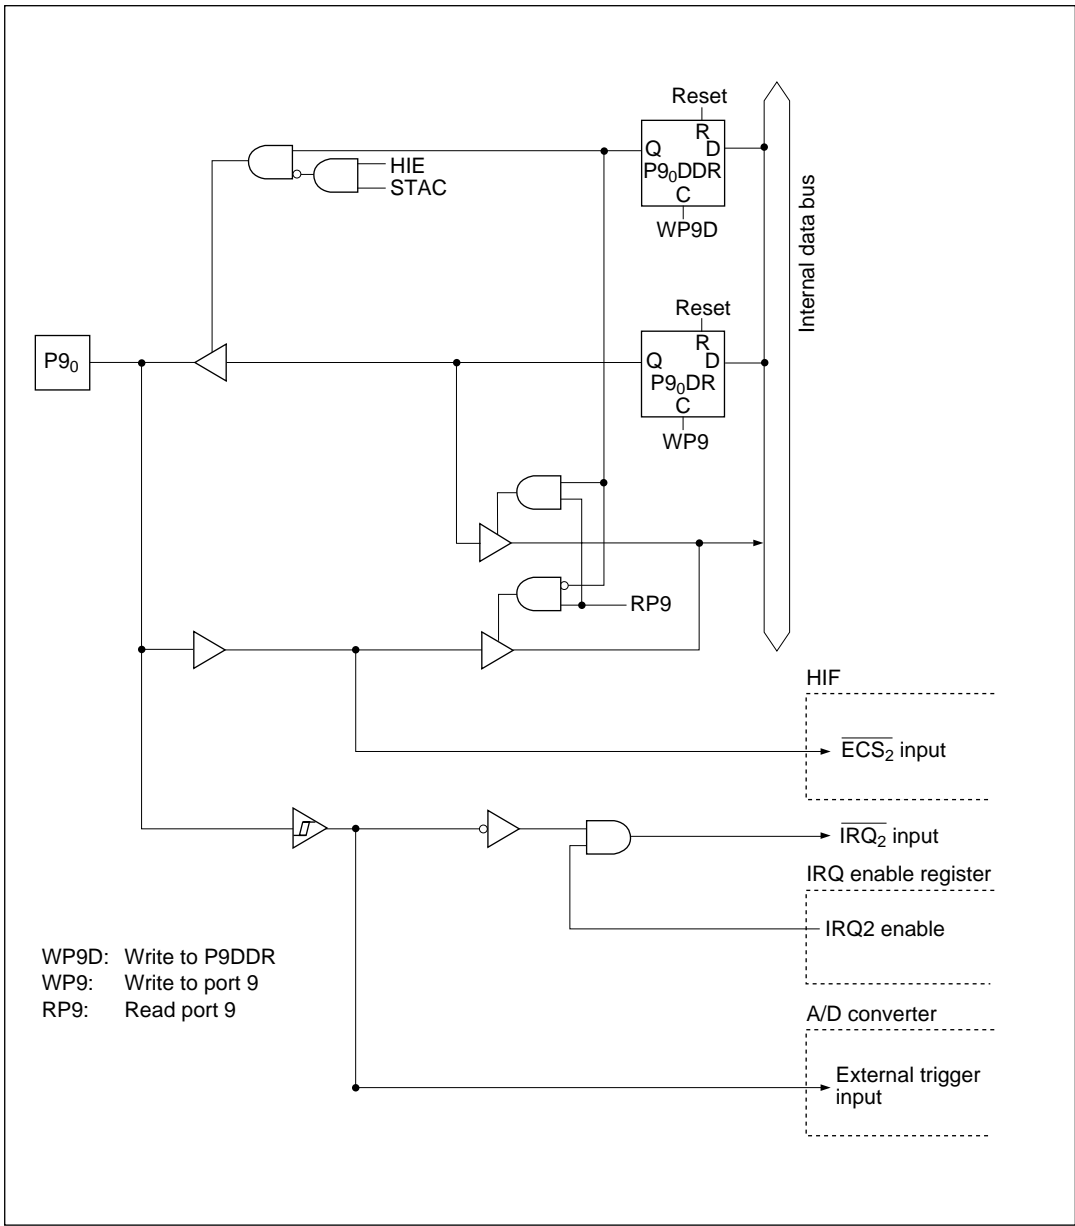 Reset
R
Q D
P9₀DDR
C
WP9D
HIE
STAC
Internal data bus
Reset
R
Q D
P9₀DR
C
WP9
P9₀
RP9
HIF
E̅C̅S̅₂̅ input
I̅R̅Q̅₂̅ input
IRQ enable register
IRQ2 enable
WP9D: Write to P9DDR
WP9: Write to port 9
RP9: Read port 9
A/D converter
External trigger
input